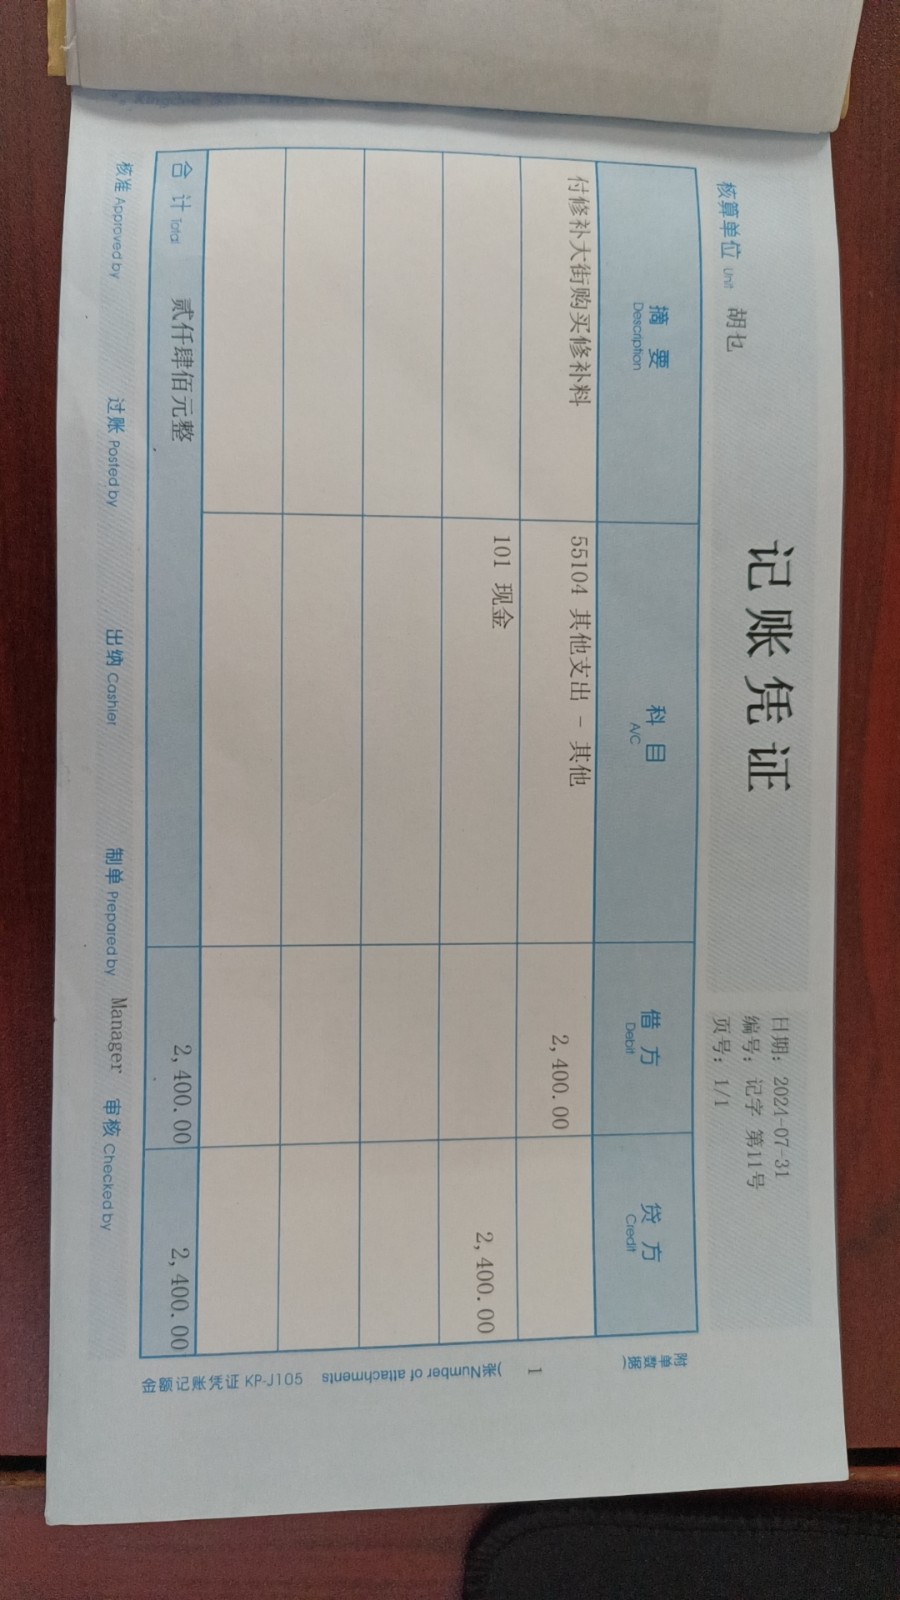 记账凭证
日期：2024-07-31
编号：记字 第11号
页号：1/1
核算单位 Unit 胡乜
摘要 Description 科目 A/C 借方 Debit 贷方 Credit
付修补大街购买修补料 55104 其他支出 - 其他 2,400.00
101 现金 2,400.00
合计 Total 贰仟肆佰元整 2,400.00 2,400.00
核准 Approved by 过账 Posted by 出纳 Cashier 制单 Prepared by Manager 审核 Checked by
附单数据(
1
张)Number of attachments
金额记账凭证 KP-J105